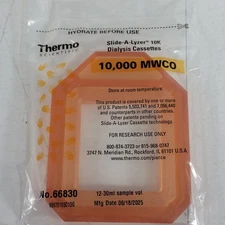 HYDRATE BEFORE USE
Thermo
SCIENTIFIC
Slide-A-Lyzer® 10K
Dialysis Cassettes
10,000 MWCO
Store at room temperature
This product is covered by one or more
of U.S. Patents 5,503,741 and 7,056,440
and counterparts in other countries.
Other patents pending on
Slide-A-Lyzer Cassette technology
FOR RESEARCH USE ONLY
800-874-3723 or 815-968-0747
3747 N. Meridian Rd., Rockford, IL 61101 U.S.A.
www.thermo.com/pierce
No.66830
12-30ml sample vol.
Mfg Date 06/18/2025